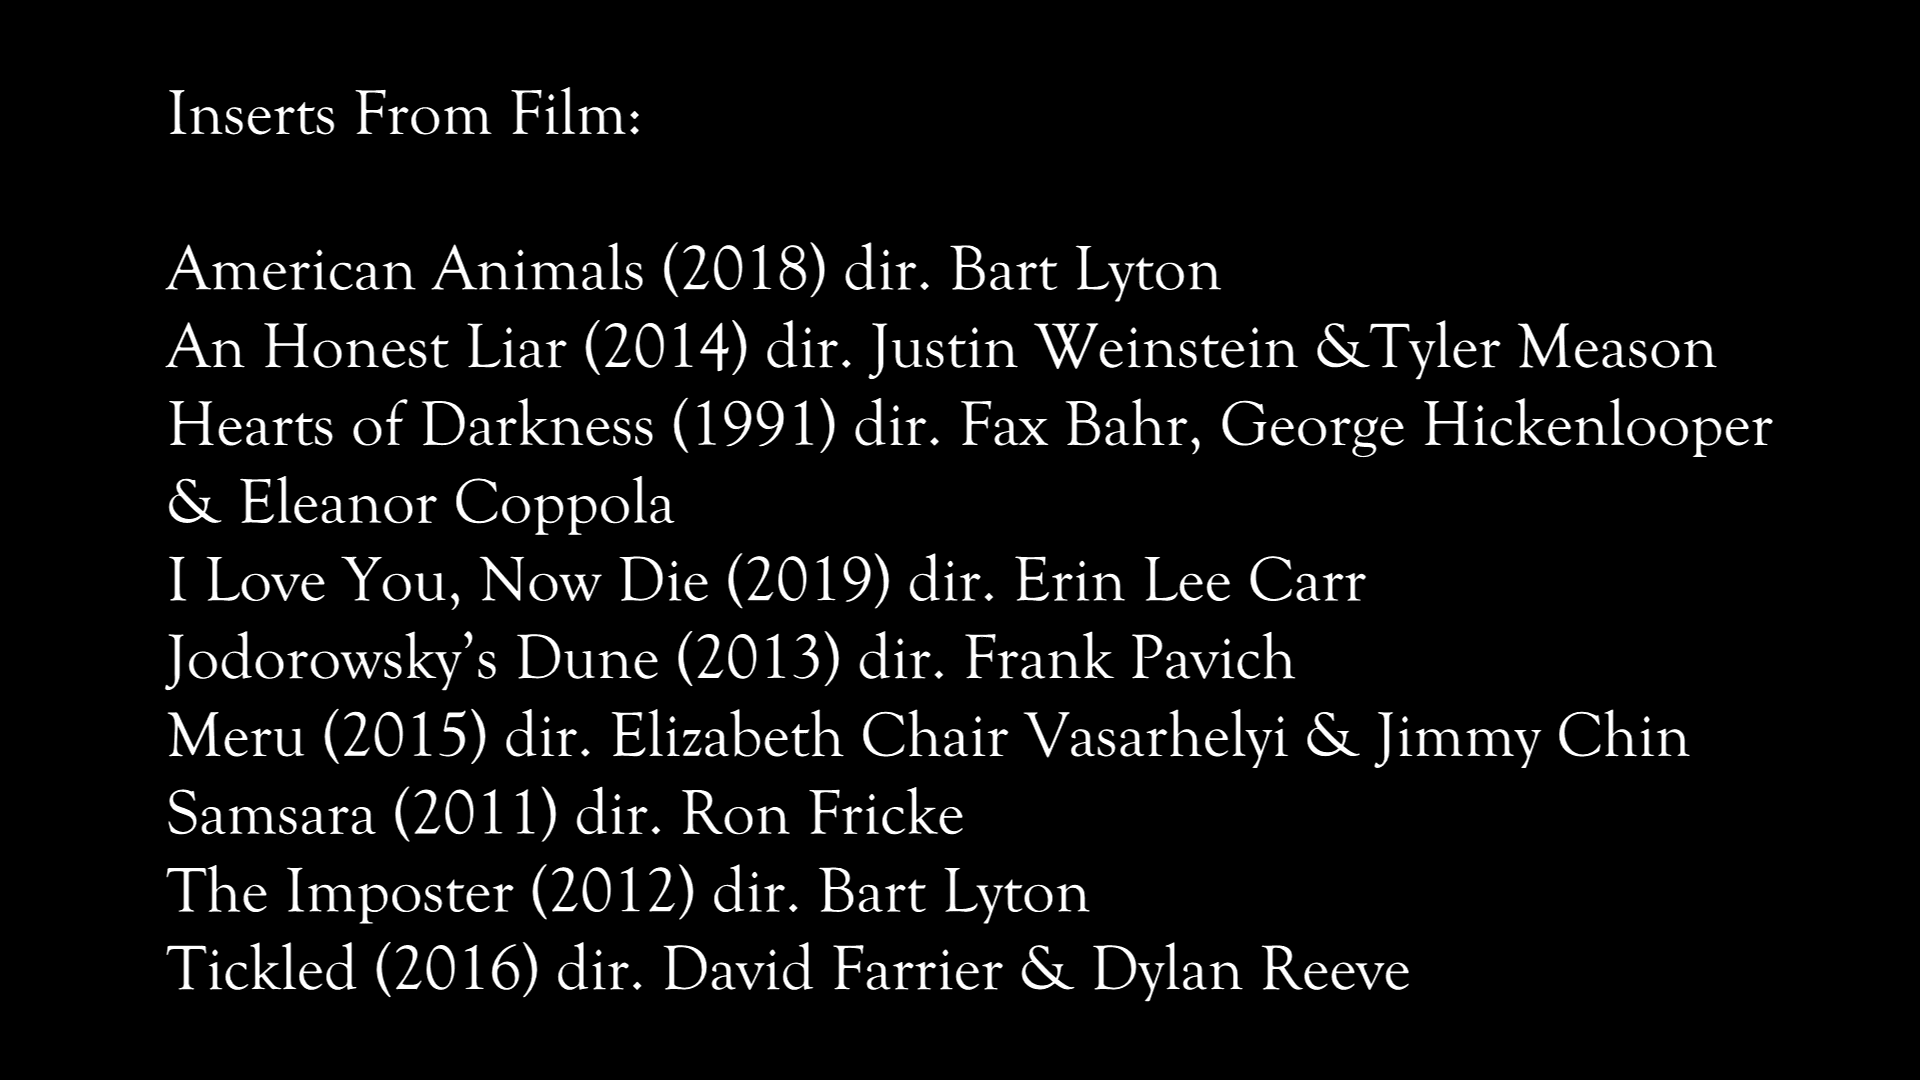 Inserts From Film:
American Animals (2018) dir. Bart Lyton
An Honest Liar (2014) dir. Justin Weinstein &Tyler Meason
Hearts of Darkness (1991) dir. Fax Bahr, George Hickenlooper
& Eleanor Coppola
I Love You, Now Die (2019) dir. Erin Lee Carr
Jodorowsky’s Dune (2013) dir. Frank Pavich
Meru (2015) dir. Elizabeth Chair Vasarhelyi & Jimmy Chin
Samsara (2011) dir. Ron Fricke
The Imposter (2012) dir. Bart Lyton
Tickled (2016) dir. David Farrier & Dylan Reeve